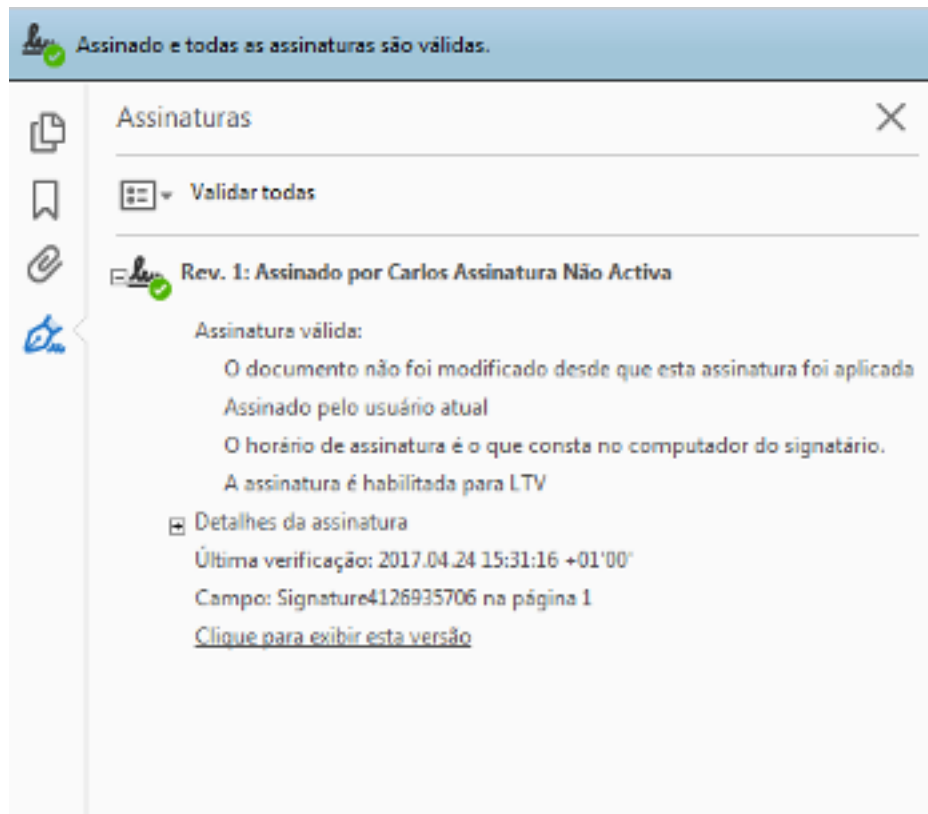 Assinado e todas as assinaturas são válidas.
Assinaturas
Validar todas
Rev. 1: Assinado por Carlos Assinatura Não Activa
Assinatura válida:
O documento não foi modificado desde que esta assinatura foi aplicada
Assinado pelo usuário atual
O horário de assinatura é o que consta no computador do signatário.
A assinatura é habilitada para LTV
Detalhes da assinatura
Última verificação: 2017.04.24 15:31:16 +01'00'
Campo: Signature4126935706 na página 1
Clique para exibir esta versão